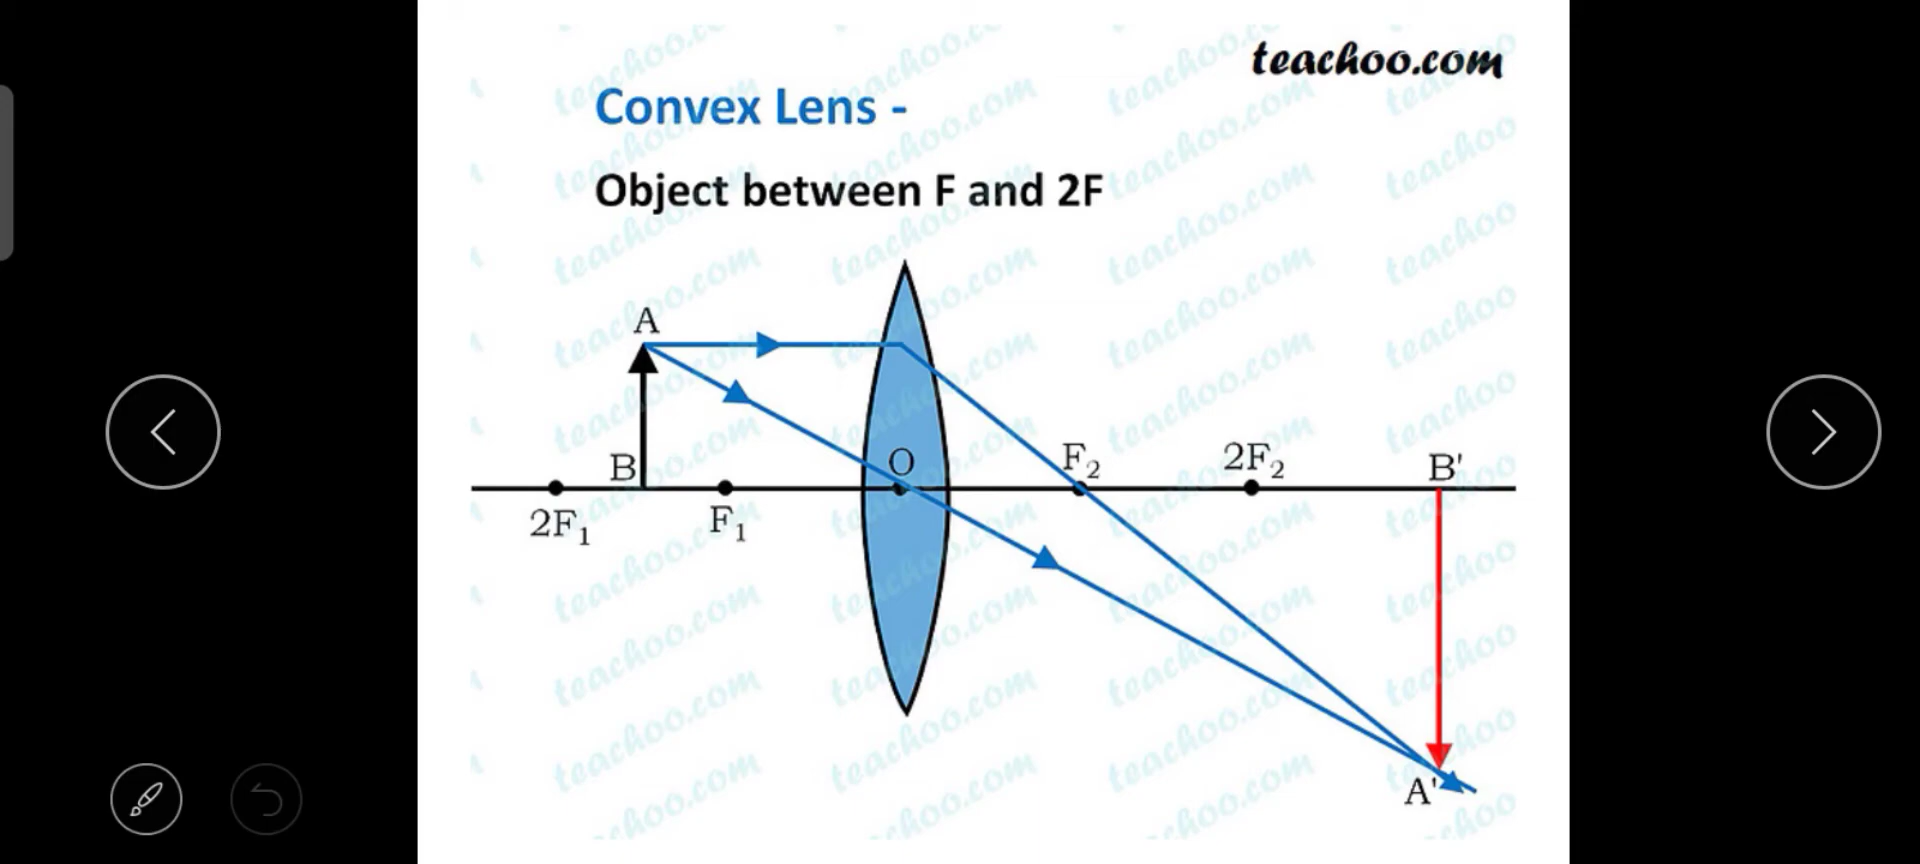 teachoo.com
Convex Lens -
Object between F and 2F
A
B
O
F₂
2F₂
B'
2F₁
F₁
A'